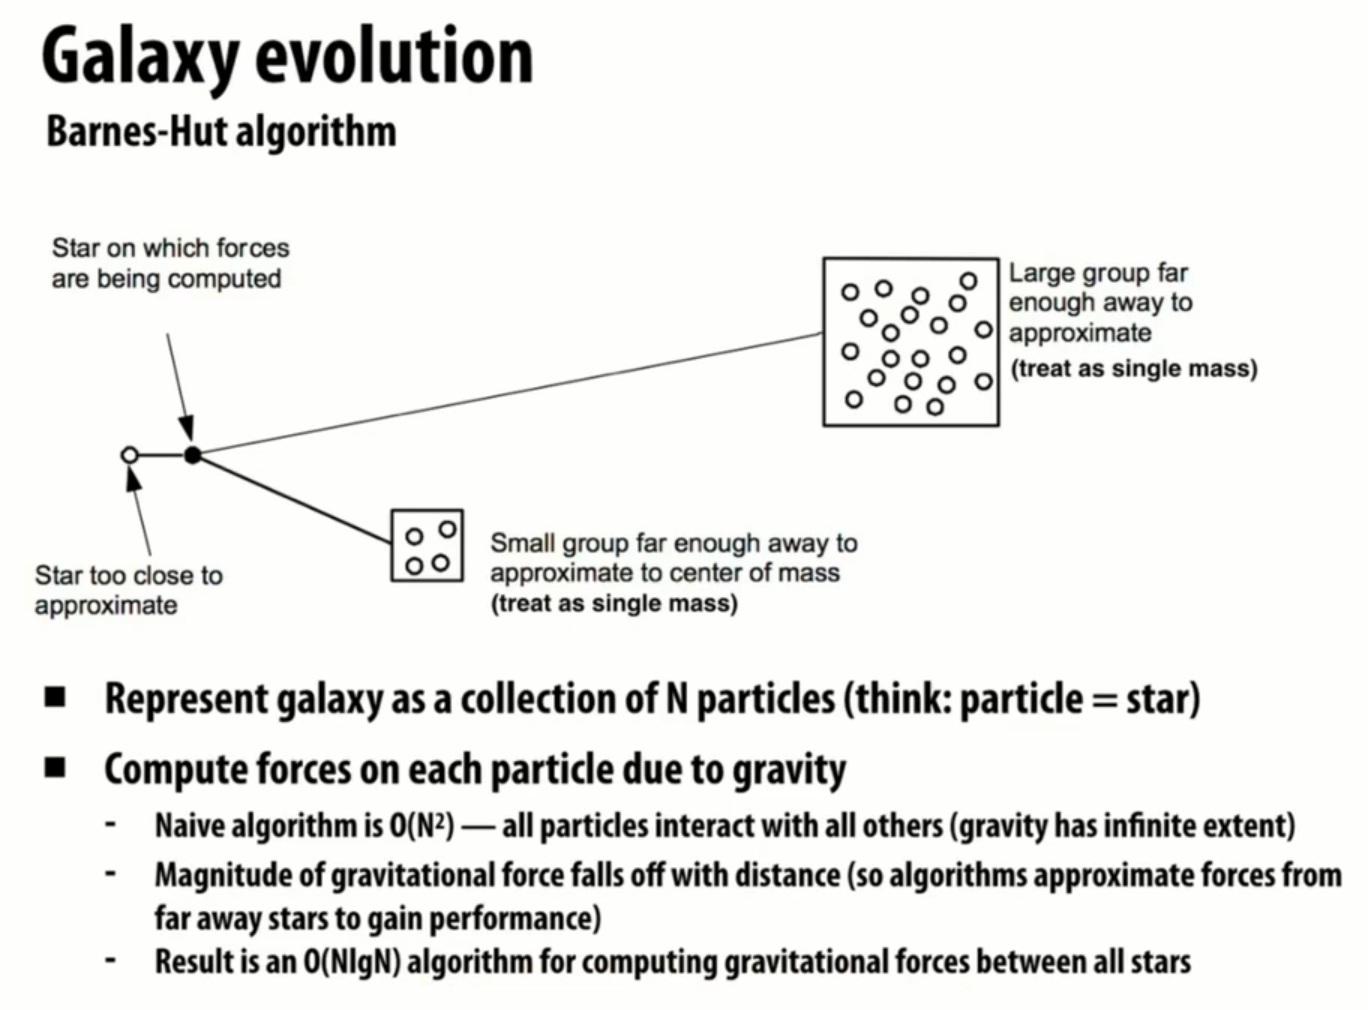 Galaxy evolution
Barnes-Hut algorithm
Star on which forces
are being computed
Large group far
enough away to
approximate
(treat as single mass)
Star too close to
approximate
Small group far enough away to
approximate to center of mass
(treat as single mass)
■ Represent galaxy as a collection of N particles (think: particle = star)
■ Compute forces on each particle due to gravity
- Naive algorithm is O(N²) — all particles interact with all others (gravity has infinite extent)
- Magnitude of gravitational force falls off with distance (so algorithms approximate forces from
far away stars to gain performance)
- Result is an O(NlgN) algorithm for computing gravitational forces between all stars